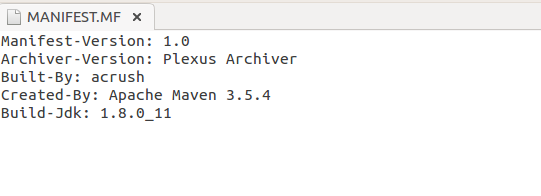 MANIFEST.MF ×
Manifest-Version: 1.0
Archiver-Version: Plexus Archiver
Built-By: acrush
Created-By: Apache Maven 3.5.4
Build-Jdk: 1.8.0_11